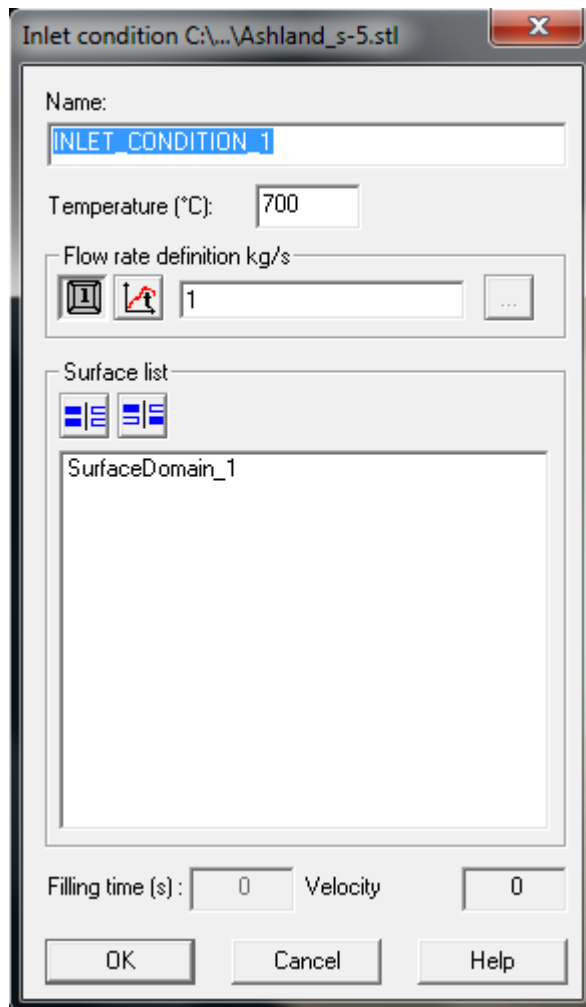 Inlet condition C:\...\Ashland_s-5.stl
Name:
INLET_CONDITION_1
Temperature (°C): 700
Flow rate definition kg/s
1 t 1 ...
Surface list
SurfaceDomain_1
Filling time (s) : 0 Velocity 0
OK Cancel Help